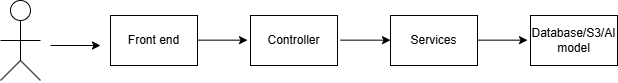 Front end
Controller
Services
Database/S3/AI
model